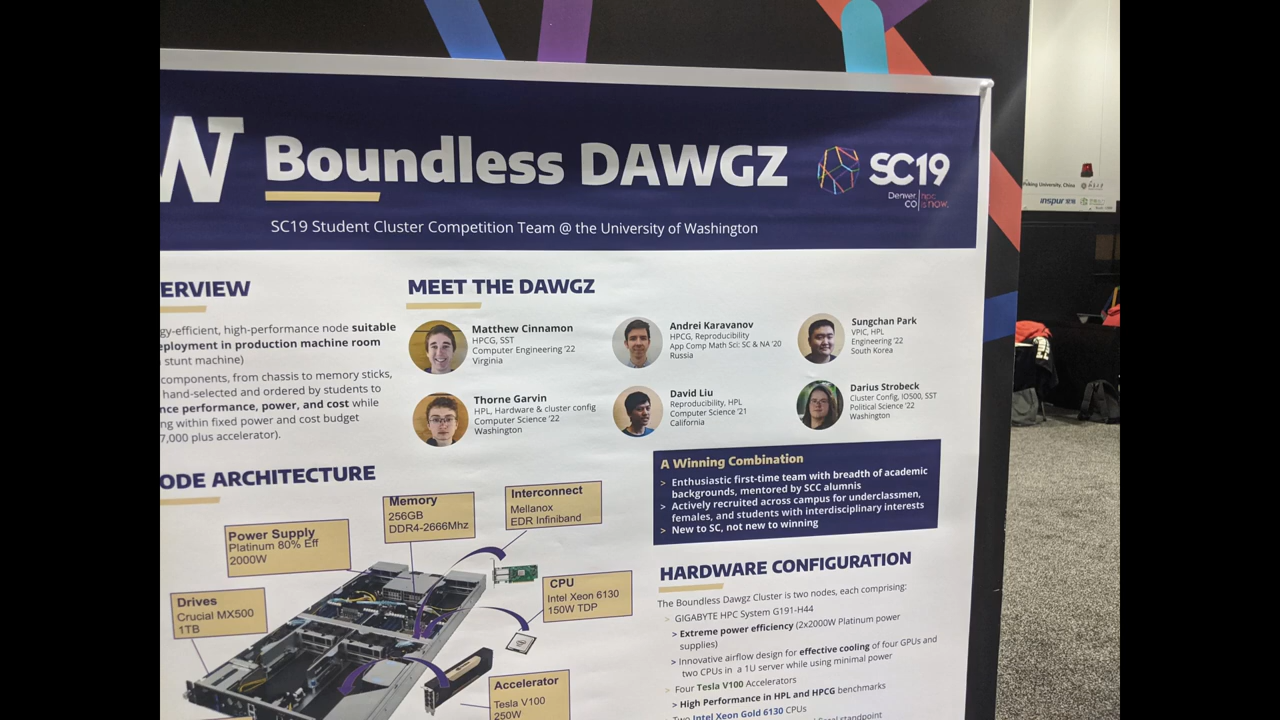 W Boundless DAWGZ
SC19
Denver, CO
hpc is now.
SC19 Student Cluster Competition Team @ the University of Washington
ERVIEW
gy-efficient, high-performance node suitable
eployment in production machine room
stunt machine)
components, from chassis to memory sticks,
hand-selected and ordered by students to
nce performance, power, and cost while
ng within fixed power and cost budget
7,000 plus accelerator).
MEET THE DAWGZ
Matthew Cinnamon
HPCG, SST
Computer Engineering '22
Virginia
Andrei Karavanov
HPCG, Reproducibility
App Comp Math Sci: SC & NA '20
Russia
Sungchan Park
VPIC, HPL
Engineering '22
South Korea
Thorne Garvin
HPL, Hardware & cluster config
Computer Science '22
Washington
David Liu
Reproducibility, HPL
Computer Science '21
California
Darius Strobeck
Cluster Config, IO500, SST
Political Science '22
Washington
A Winning Combination
> Enthusiastic first-time team with breadth of academic
backgrounds, mentored by SCC alumnis
> Actively recruited across campus for underclassmen,
females, and students with interdisciplinary interests
> New to SC, not new to winning
ODE ARCHITECTURE
Memory
256GB
DDR4-2666Mhz
Interconnect
Mellanox
EDR Infiniband
Power Supply
Platinum 80% Eff
2000W
CPU
Intel Xeon 6130
150W TDP
Drives
Crucial MX500
1TB
Accelerator
Tesla V100
250W
HARDWARE CONFIGURATION
The Boundless Dawgz Cluster is two nodes, each comprising:
> GIGABYTE HPC System G191-H44
> Extreme power efficiency (2x2000W Platinum power
supplies)
> Innovative airflow design for effective cooling of four GPUs and
two CPUs in a 1U server while using minimal power
> Four Tesla V100 Accelerators
> High Performance in HPL and HPCG benchmarks
Two Intel Xeon Gold 6130 CPUs
standpoint
Peking University, China
inspur